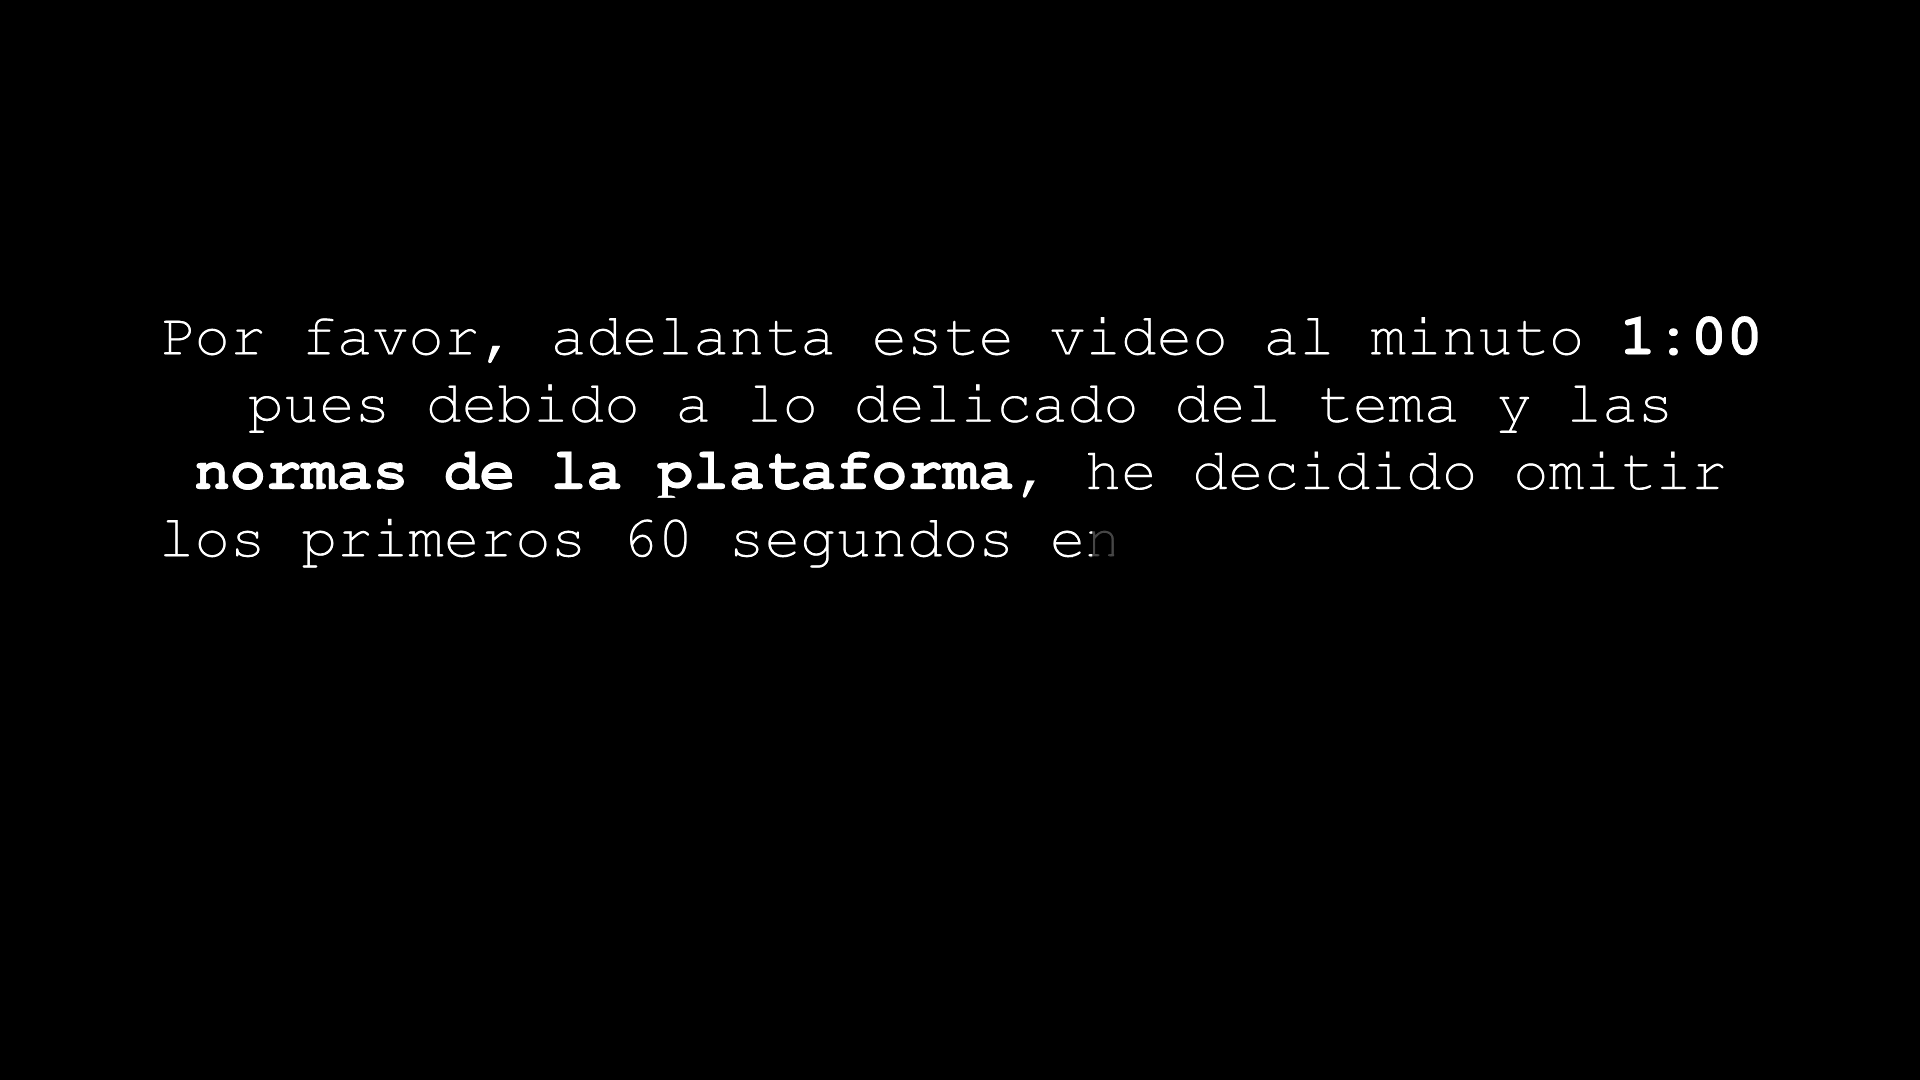 Por favor, adelanta este video al minuto 1:00
pues debido a lo delicado del tema y las
normas de la plataforma, he decidido omitir
los primeros 60 segundos en